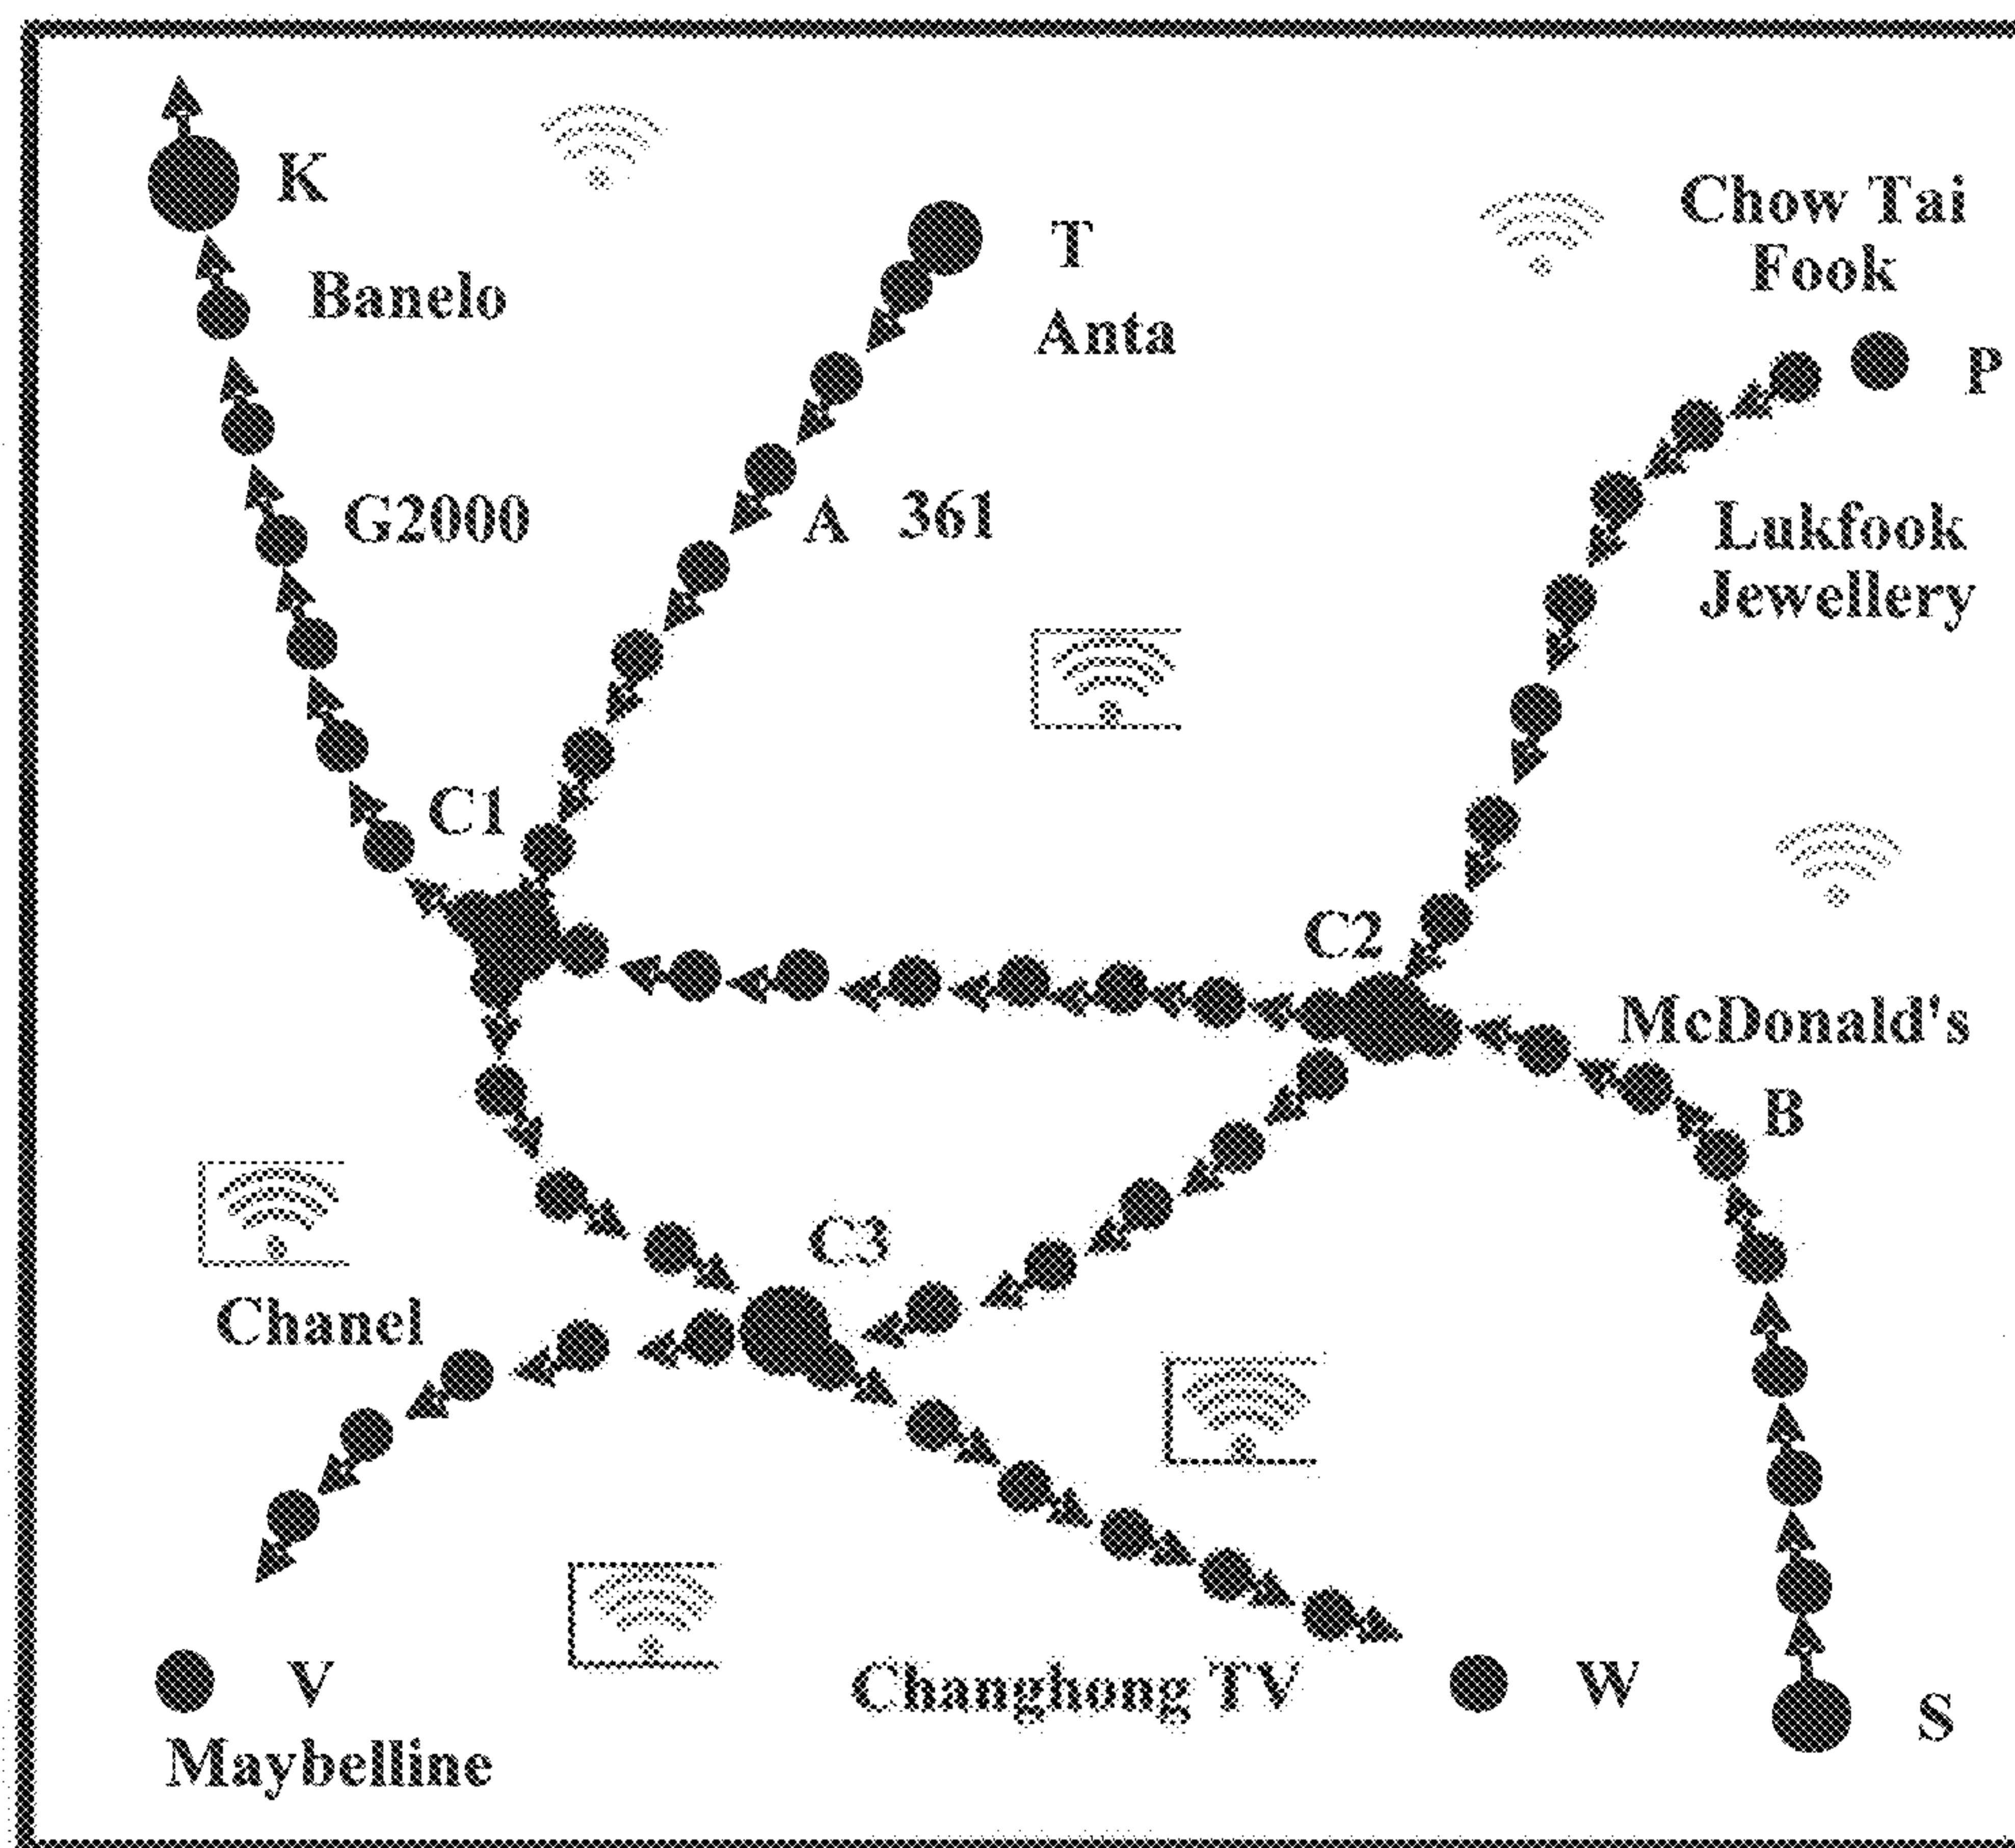 K
T
Chow Tai
Fook
Banelo
Anta
P
G2000
A 361
Lukfook
Jewellery
C1
C2
McDonald's
B
C3
Chanel
V
Maybelline
Changhong TV
W
S